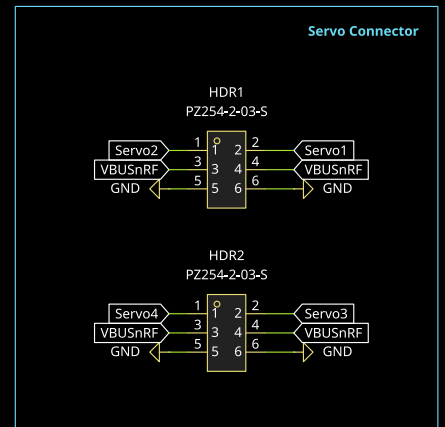 Servo Connector
HDR1
PZ254-2-03-S
Servo2 1 1 2 2 Servo1
VBUSnRF 3 3 4 4 VBUSnRF
GND 5 5 6 6 GND
HDR2
PZ254-2-03-S
Servo4 1 1 2 2 Servo3
VBUSnRF 3 3 4 4 VBUSnRF
GND 5 5 6 6 GND